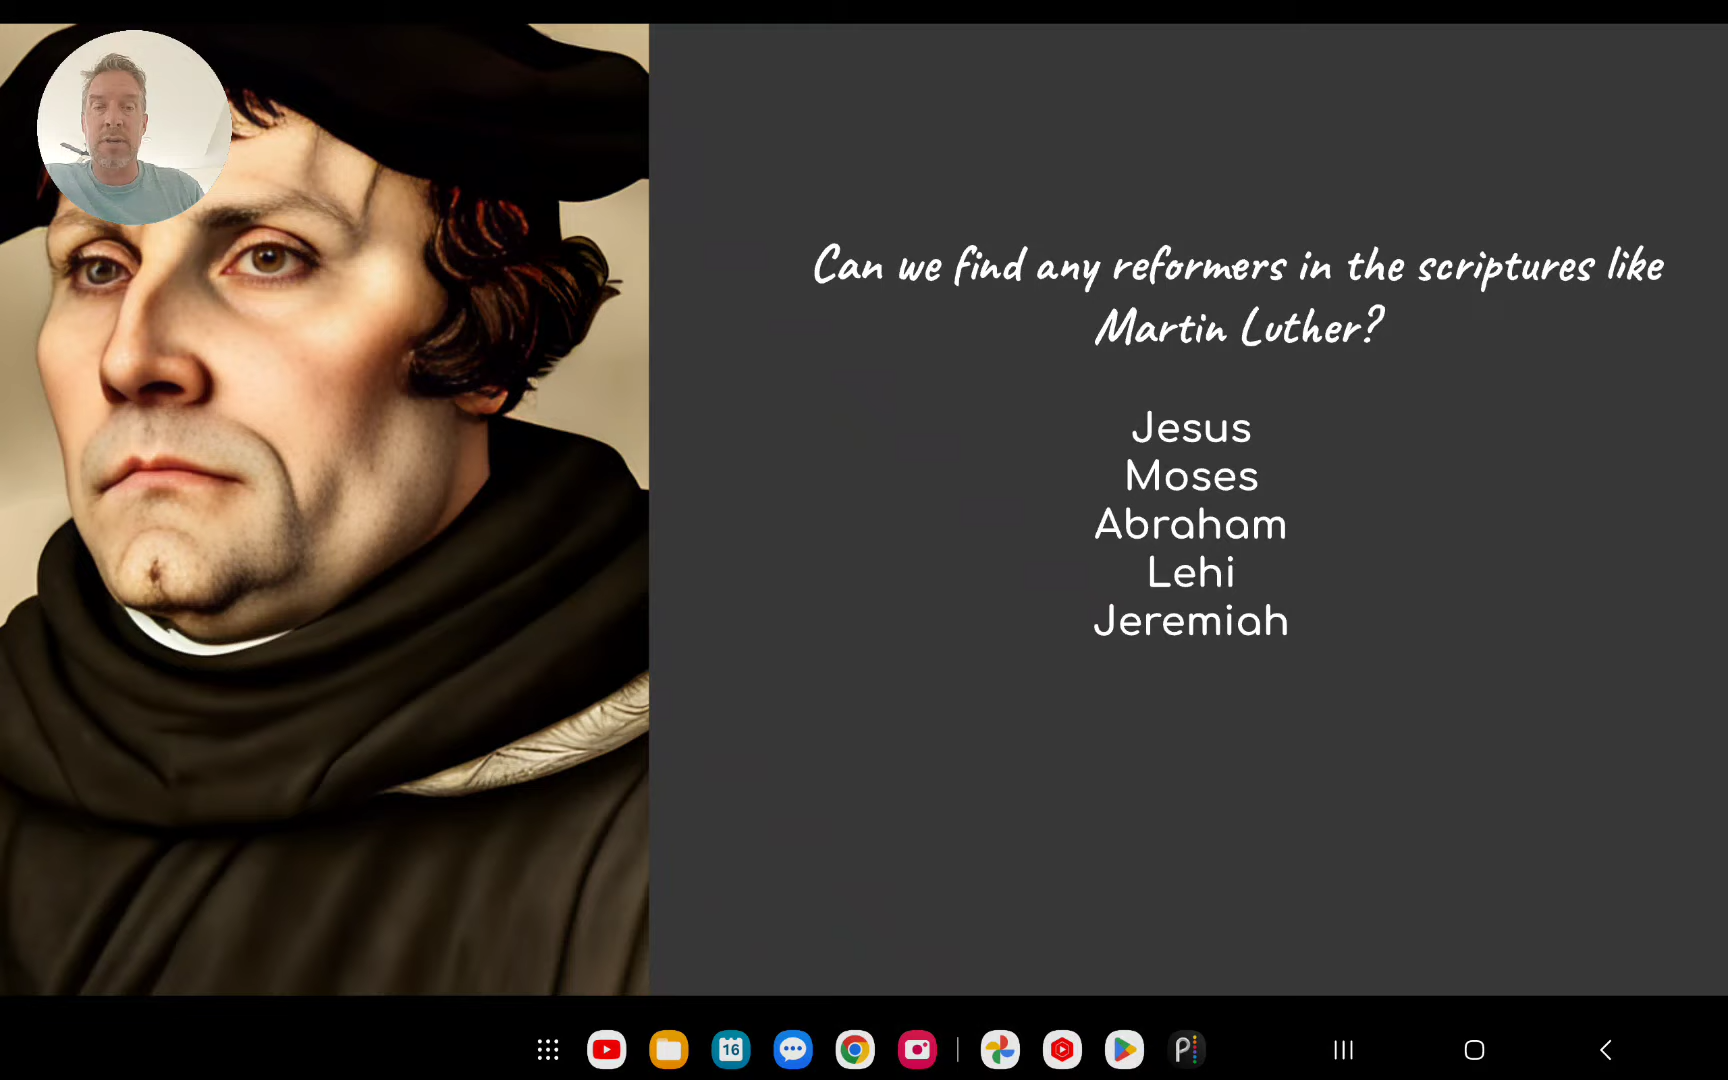 Can we find any reformers in the scriptures like
Martin Luther?
Jesus
Moses
Abraham
Lehi
Jeremiah
16